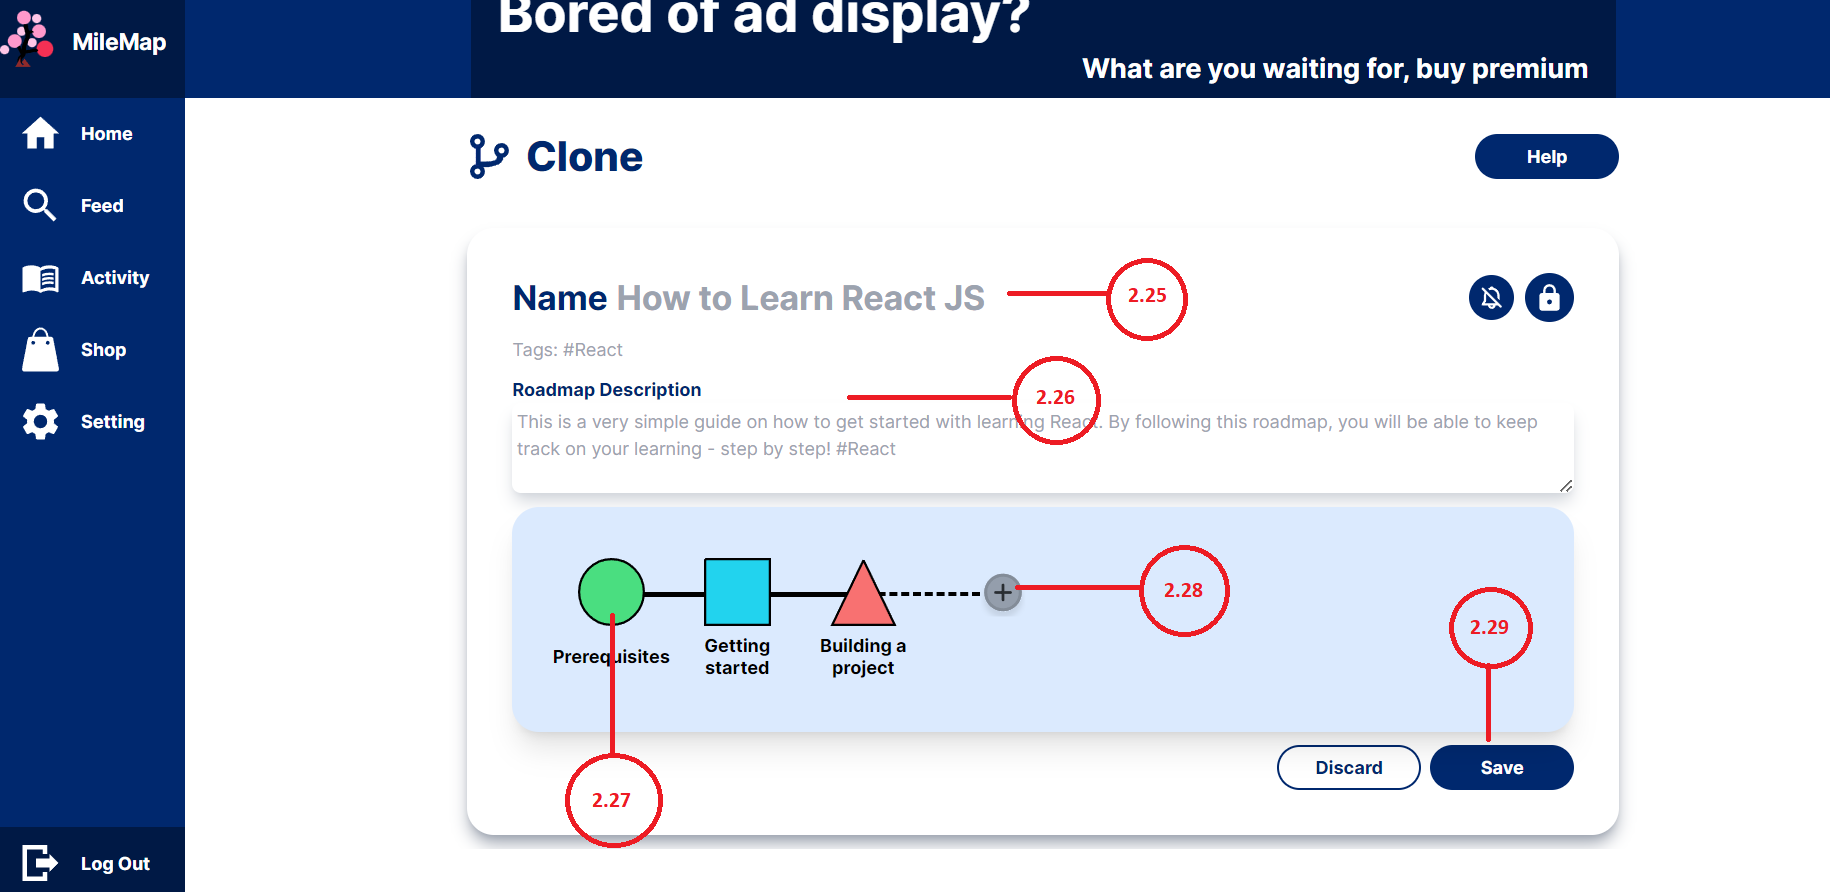 MileMap
Bored of ad display?
What are you waiting for, buy premium
Home
Feed
Activity
Shop
Setting
Log Out
Clone
Help
Name How to Learn React JS
2.25
Tags: #React
Roadmap Description
2.26
This is a very simple guide on how to get started with learning React. By following this roadmap, you will be able to keep
track on your learning - step by step! #React
2.28
2.29
Prerequisites
Getting
started
Building a
project
2.27
Discard
Save